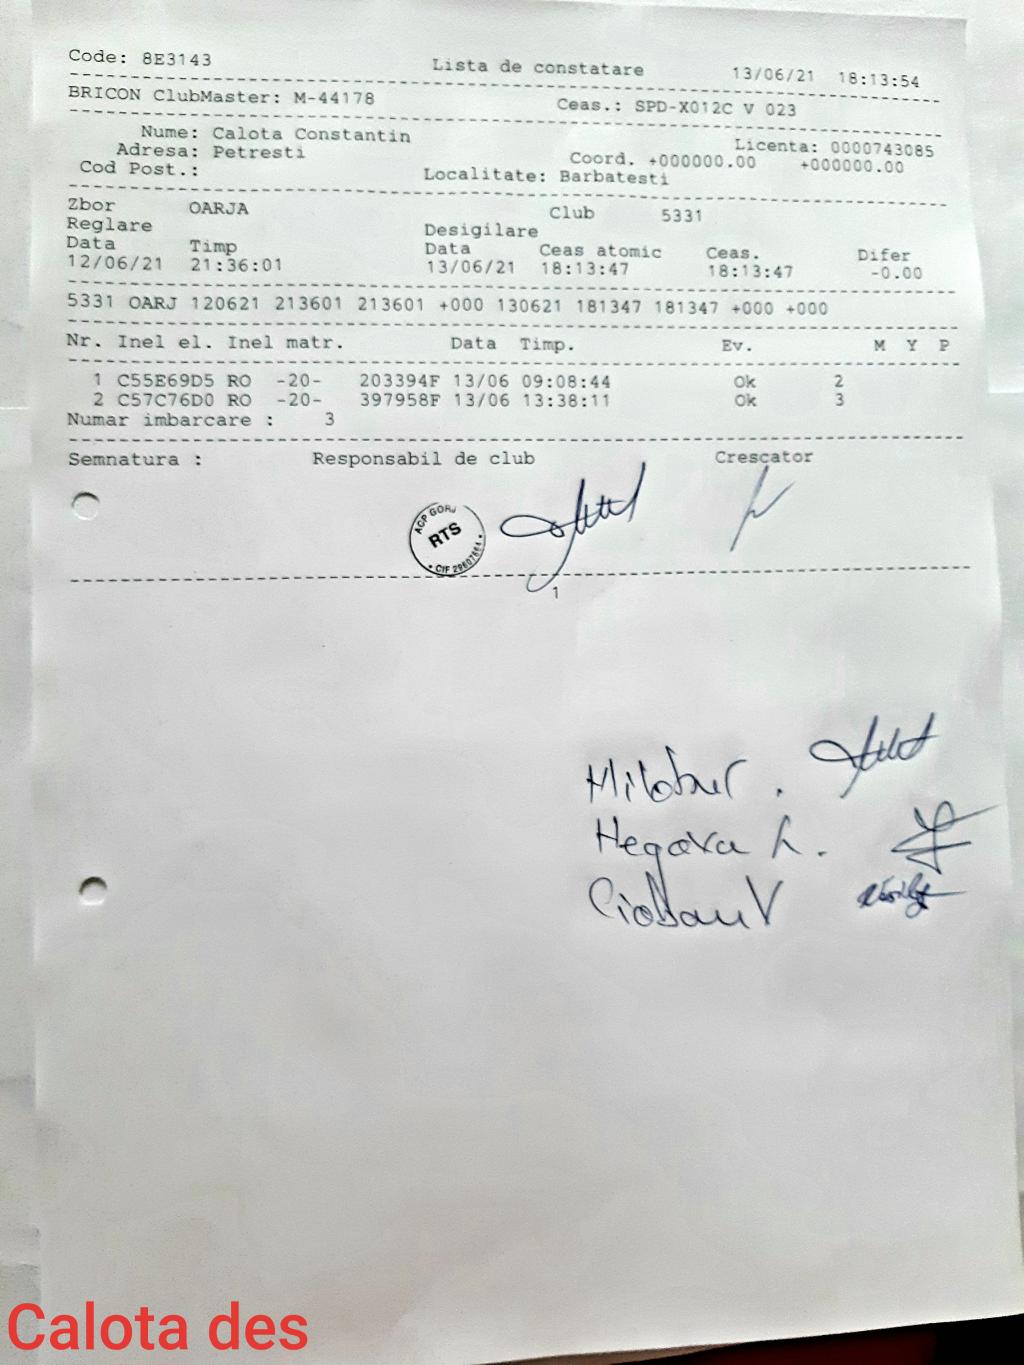 Code: 8E3143 Lista de constatare 13/06/21 18:13:54
BRICON ClubMaster: M-44178 Ceas.: SPD-X012C V 023
Nume: Calota Constantin Licenta: 0000743085
Adresa: Petresti Coord. +000000.00 +000000.00
Cod Post.: Localitate: Barbatesti
Zbor OARJA Club 5331
Reglare Desigilare
Data Timp Data Ceas atomic Ceas. Difer
12/06/21 21:36:01 13/06/21 18:13:47 18:13:47 -0.00
5331 OARJ 120621 213601 213601 +000 130621 181347 181347 +000 +000
Nr. Inel el. Inel matr. Data Timp. Ev. M Y P
1 C55E69D5 RO -20- 203394F 13/06 09:08:44 Ok 2
2 C57C76D0 RO -20- 397958F 13/06 13:38:11 Ok 3
Numar imbarcare : 3
Semnatura : Responsabil de club Crescator
ACP GORJ
RTS
1
Hegara L.
Cioban V
Calota des